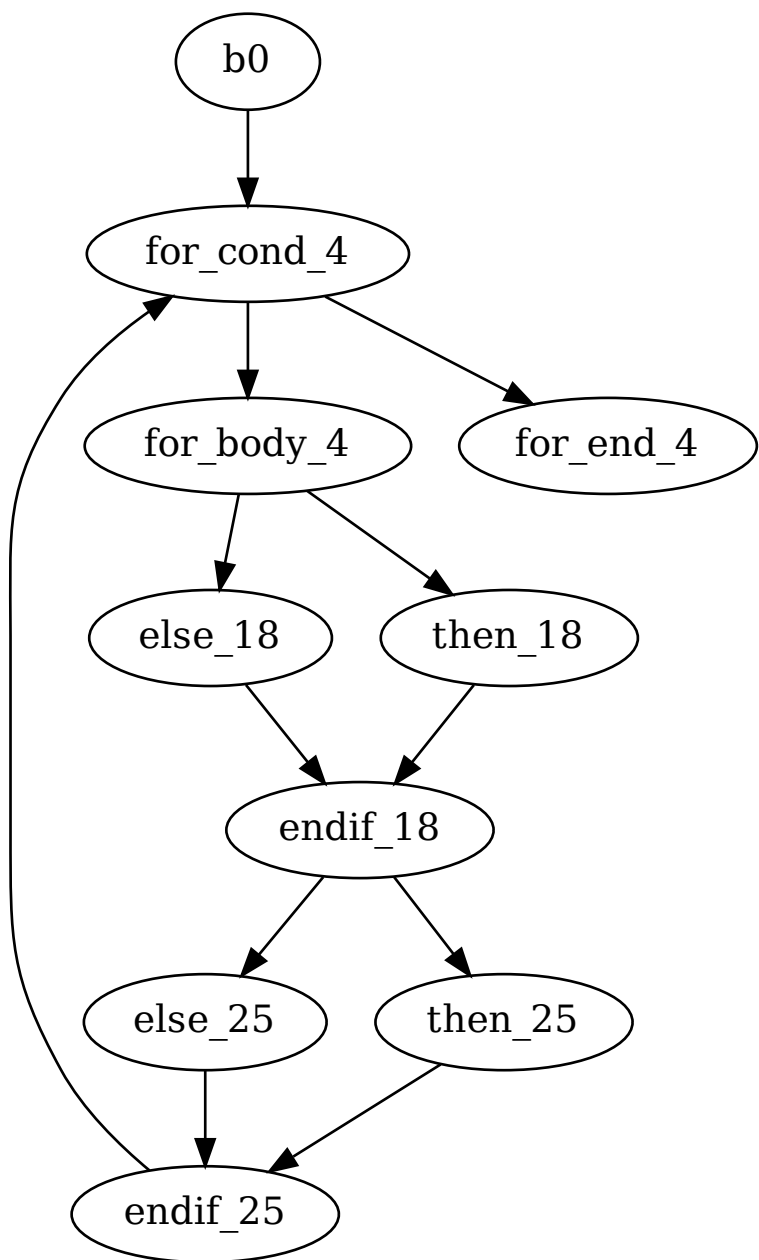 b0
for_cond_4
for_body_4
for_end_4
else_18
then_18
endif_18
else_25
then_25
endif_25